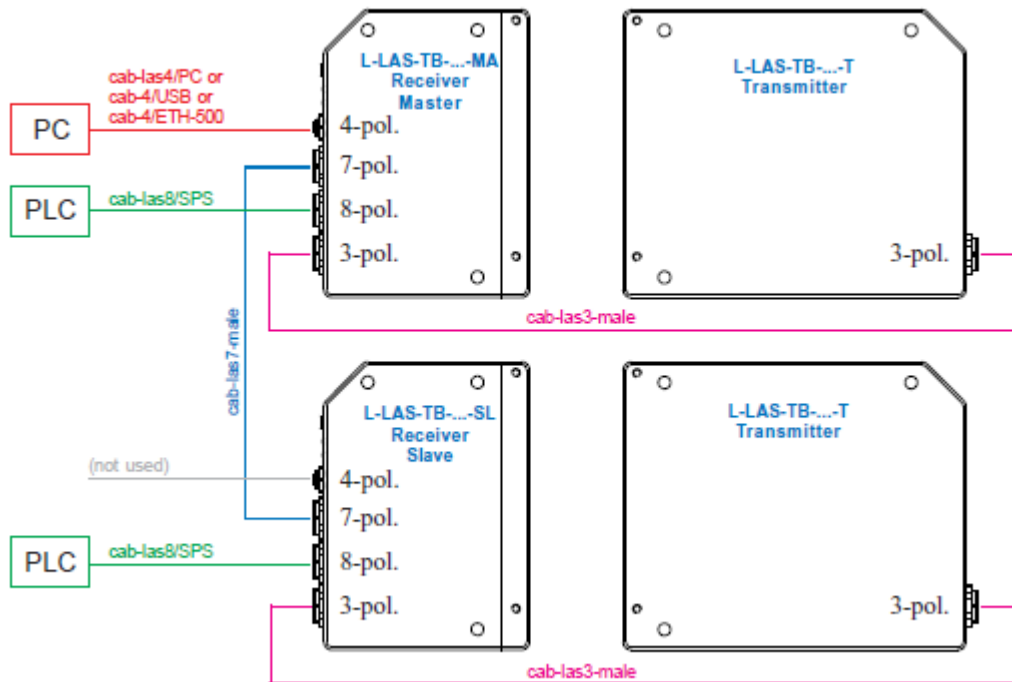 L-LAS-TB-...-MA
Receiver
Master
L-LAS-TB-...-T
Transmitter
cab-las4/PC or
cab-4/USB or
cab-4/ETH-500
PC
4-pol.
7-pol.
PLC
cab-las8/SPS
8-pol.
3-pol.
3-pol.
cab-las3-male
cab-las7-male
L-LAS-TB-...-SL
Receiver
Slave
L-LAS-TB-...-T
Transmitter
(not used)
4-pol.
7-pol.
PLC
cab-las8/SPS
8-pol.
3-pol.
3-pol.
cab-las3-male